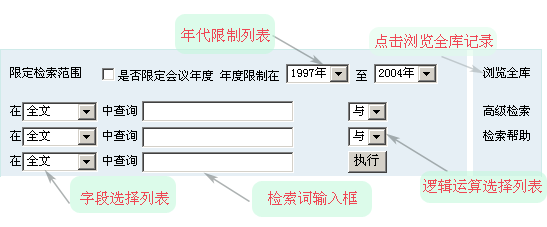 年代限制列表
点击浏览全库记录
限定检索范围 是否限定会议年度 年度限制在 1997年 至 2004年 浏览全库
在 全文 中查询 与 高级检索
在 全文 中查询 与 检索帮助
在 全文 中查询 执行
字段选择列表 检索词输入框 逻辑运算选择列表